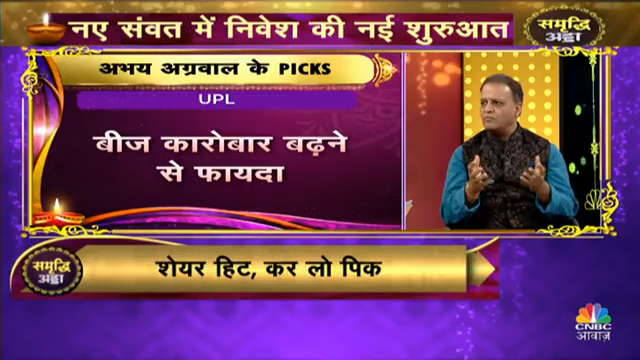 नए संवत में निवेश की नई शुरुआत
समृद्धि
अड्डा
अभय अग्रवाल के PICKS
UPL
बीज कारोबार बढ़ने
से फायदा
समृद्धि
अड्डा
शेयर हिट, कर लो पिक
CNBC
आवाज़